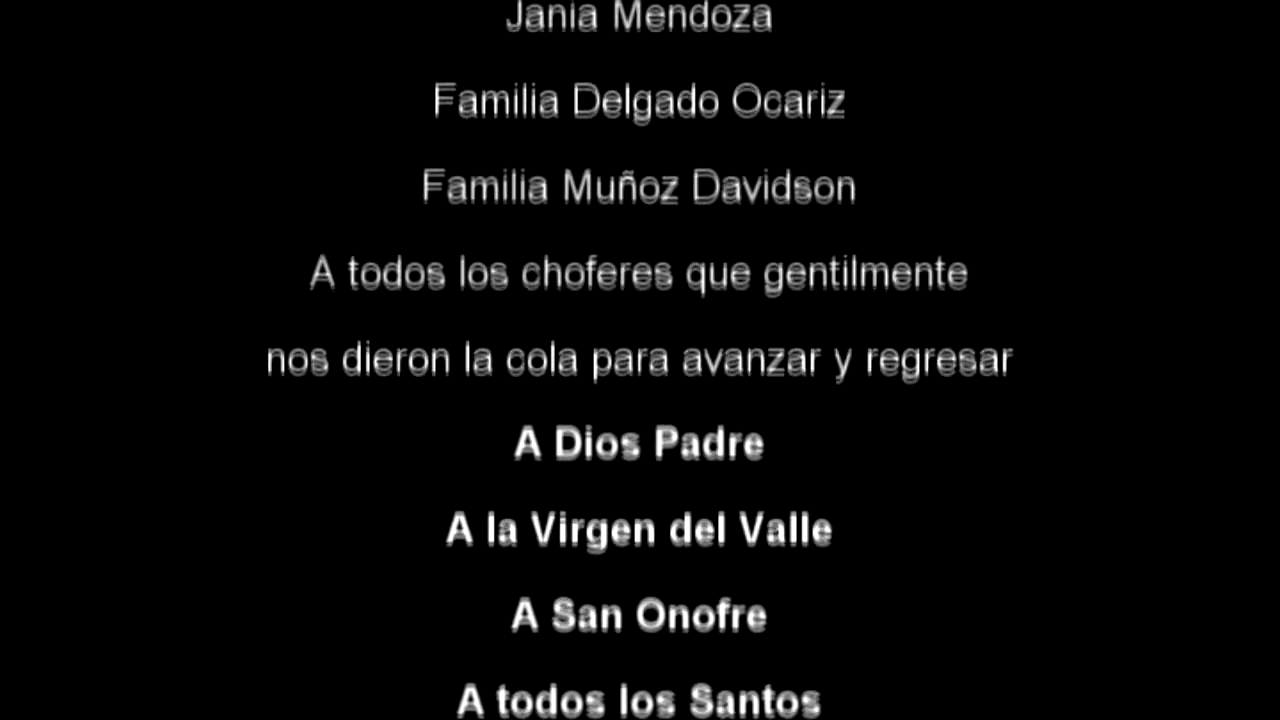 Jania Mendoza
Familia Delgado Ocariz
Familia Muñoz Davidson
A todos los choferes que gentilmente
nos dieron la cola para avanzar y regresar
A Dios Padre
A la Virgen del Valle
A San Onofre
A todos los Santos